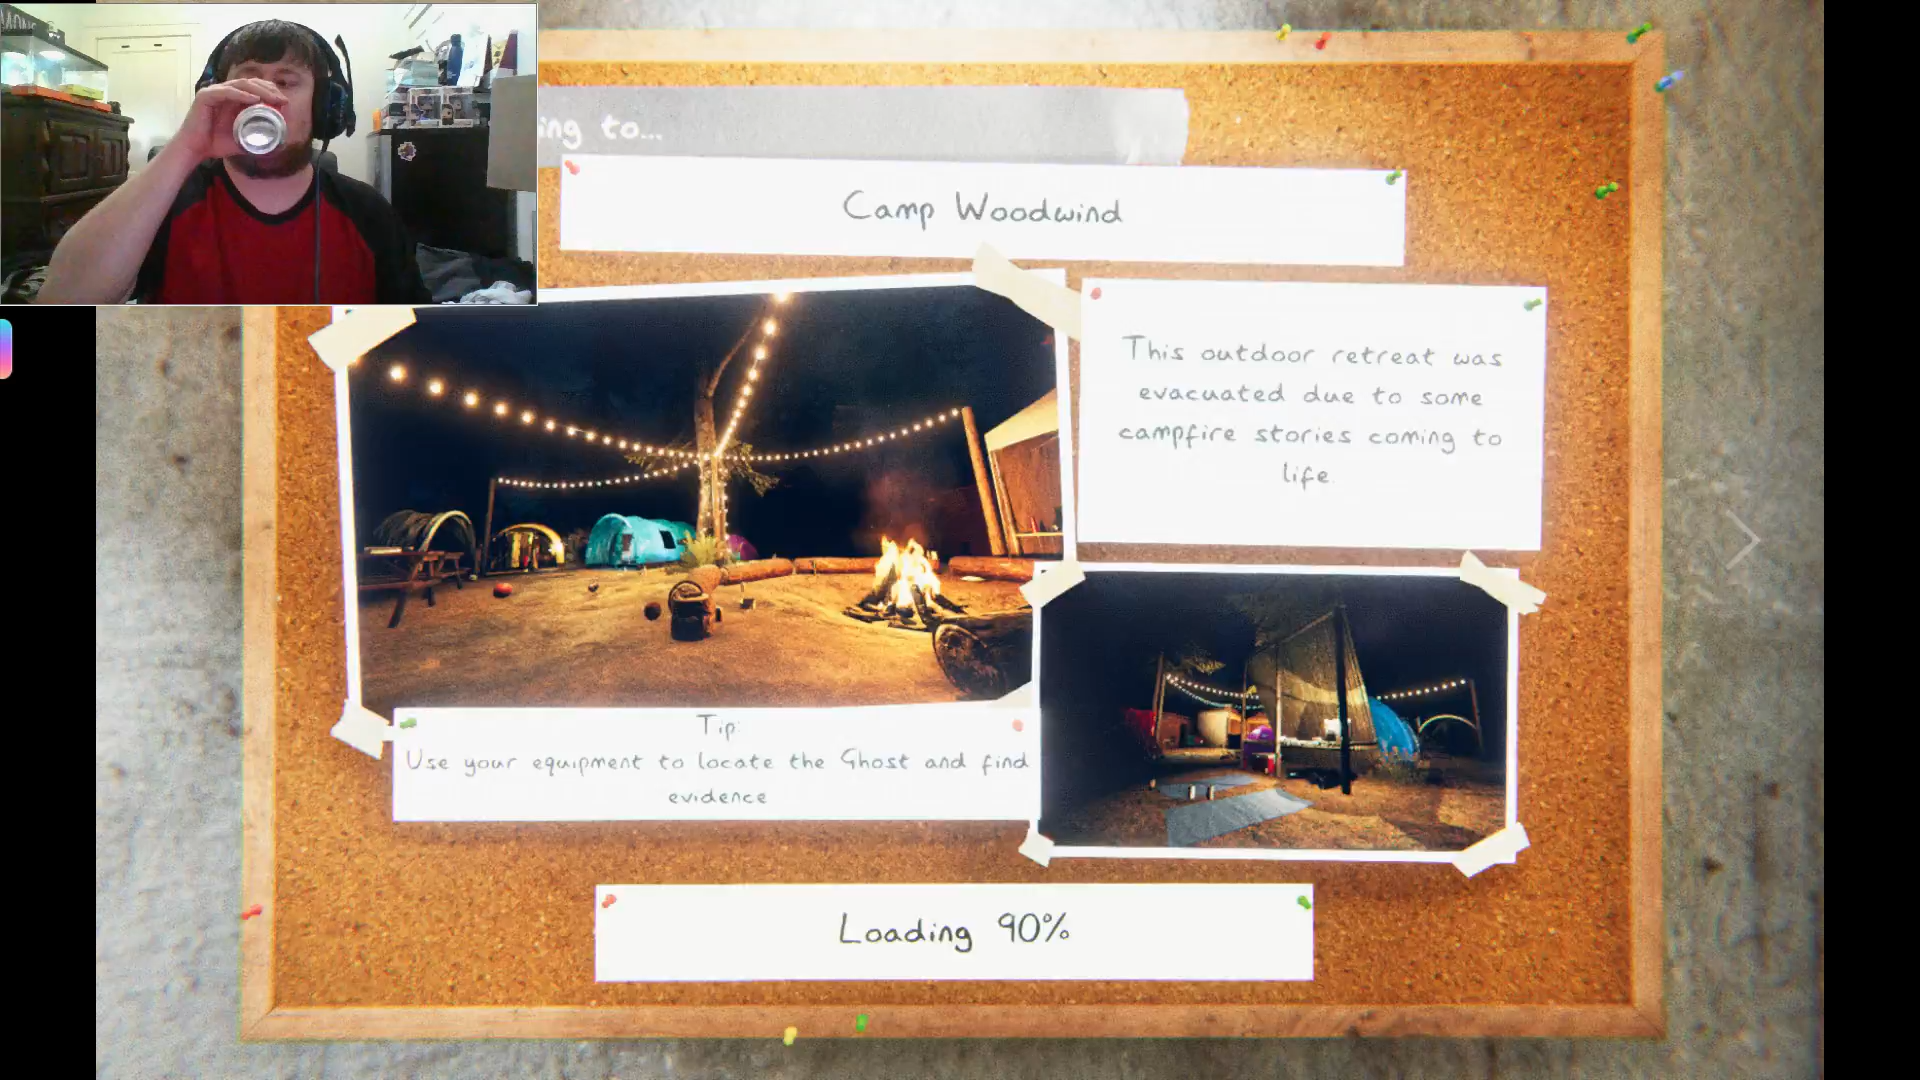 ing to...
Camp Woodwind
This outdoor retreat was
evacuated due to some
campfire stories coming to
life.
Tip:
Use your equipment to locate the Ghost and find
evidence
Loading 90%